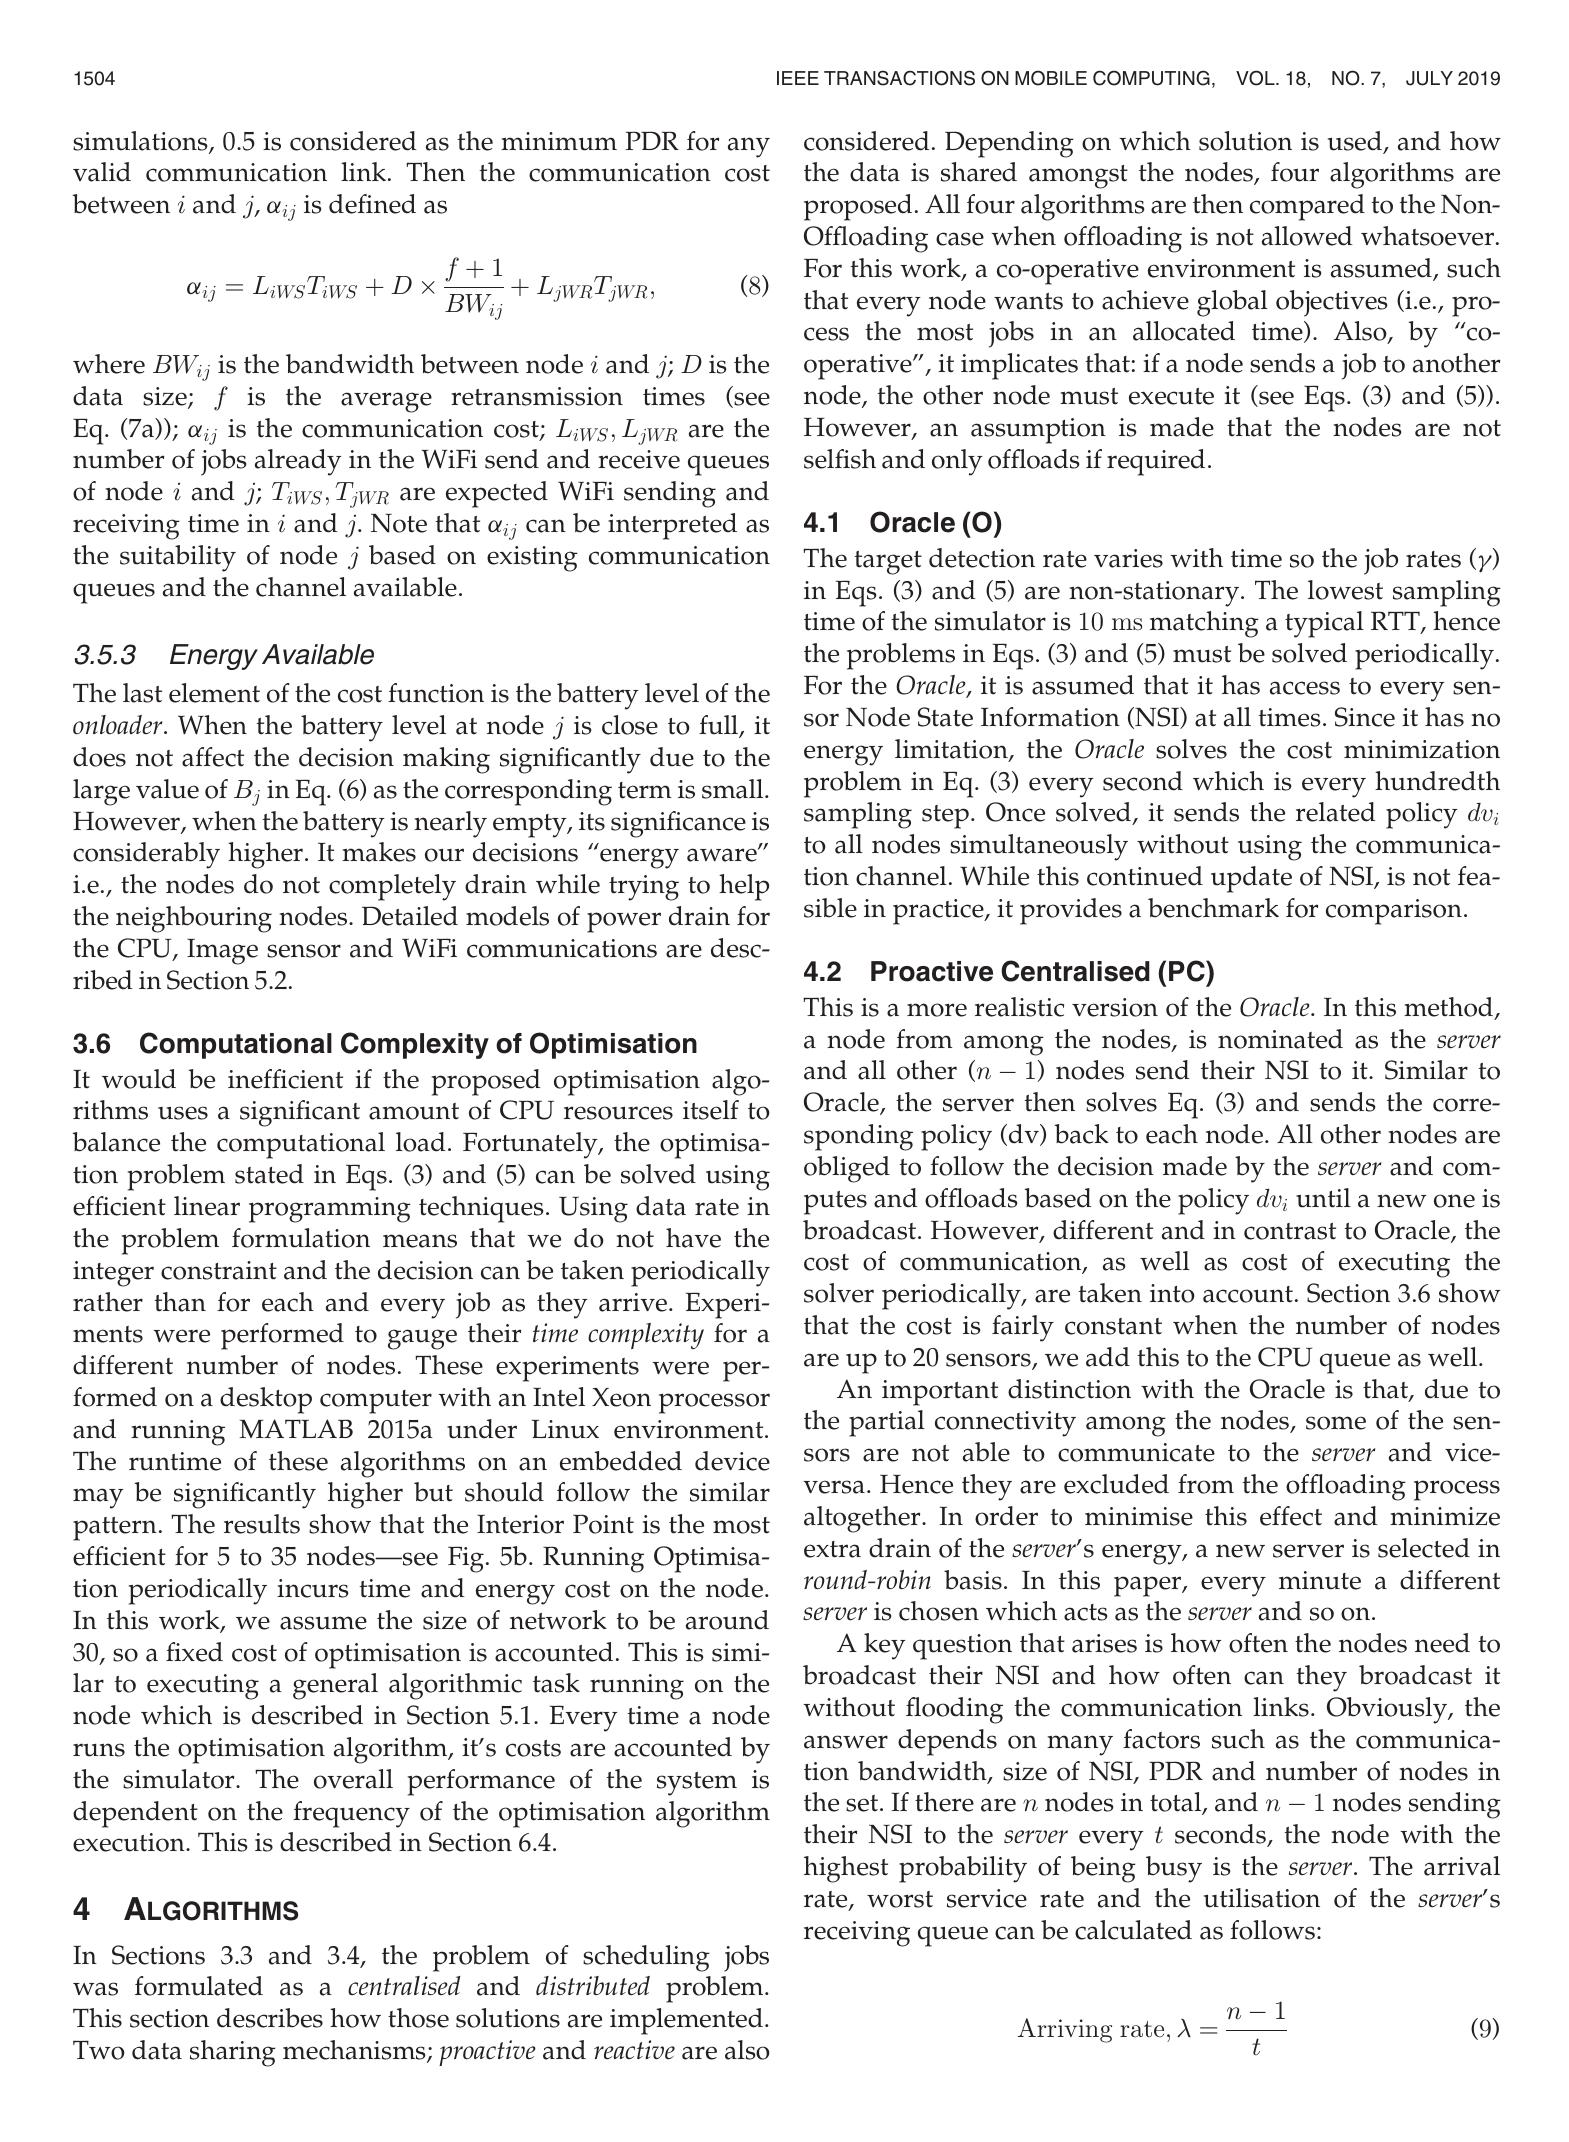 1504
IEEE TRANSACTIONS ON MOBILE COMPUTING, VOL. 18, NO. 7, JULY 2019
simulations, 0.5 is considered as the minimum PDR for any
valid communication link. Then the communication cost
between i and j, α_ij is defined as
α_ij = L_iWS T_iWS + D × (f + 1)/BW_ij + L_jWR T_jWR, (8)
where BW_ij is the bandwidth between node i and j; D is the
data size; f is the average retransmission times (see
Eq. (7a)); α_ij is the communication cost; L_iWS, L_jWR are the
number of jobs already in the WiFi send and receive queues
of node i and j; T_iWS, T_jWR are expected WiFi sending and
receiving time in i and j. Note that α_ij can be interpreted as
the suitability of node j based on existing communication
queues and the channel available.
3.5.3 Energy Available
The last element of the cost function is the battery level of the
onloader. When the battery level at node j is close to full, it
does not affect the decision making significantly due to the
large value of B_j in Eq. (6) as the corresponding term is small.
However, when the battery is nearly empty, its significance is
considerably higher. It makes our decisions “energy aware”
i.e., the nodes do not completely drain while trying to help
the neighbouring nodes. Detailed models of power drain for
the CPU, Image sensor and WiFi communications are desc-
ribed in Section 5.2.
3.6 Computational Complexity of Optimisation
It would be inefficient if the proposed optimisation algo-
rithms uses a significant amount of CPU resources itself to
balance the computational load. Fortunately, the optimisa-
tion problem stated in Eqs. (3) and (5) can be solved using
efficient linear programming techniques. Using data rate in
the problem formulation means that we do not have the
integer constraint and the decision can be taken periodically
rather than for each and every job as they arrive. Experi-
ments were performed to gauge their time complexity for a
different number of nodes. These experiments were per-
formed on a desktop computer with an Intel Xeon processor
and running MATLAB 2015a under Linux environment.
The runtime of these algorithms on an embedded device
may be significantly higher but should follow the similar
pattern. The results show that the Interior Point is the most
efficient for 5 to 35 nodes—see Fig. 5b. Running Optimisa-
tion periodically incurs time and energy cost on the node.
In this work, we assume the size of network to be around
30, so a fixed cost of optimisation is accounted. This is simi-
lar to executing a general algorithmic task running on the
node which is described in Section 5.1. Every time a node
runs the optimisation algorithm, it’s costs are accounted by
the simulator. The overall performance of the system is
dependent on the frequency of the optimisation algorithm
execution. This is described in Section 6.4.
4 ALGORITHMS
In Sections 3.3 and 3.4, the problem of scheduling jobs
was formulated as a centralised and distributed problem.
This section describes how those solutions are implemented.
Two data sharing mechanisms; proactive and reactive are also
considered. Depending on which solution is used, and how
the data is shared amongst the nodes, four algorithms are
proposed. All four algorithms are then compared to the Non-
Offloading case when offloading is not allowed whatsoever.
For this work, a co-operative environment is assumed, such
that every node wants to achieve global objectives (i.e., pro-
cess the most jobs in an allocated time). Also, by “co-
operative”, it implicates that: if a node sends a job to another
node, the other node must execute it (see Eqs. (3) and (5)).
However, an assumption is made that the nodes are not
selfish and only offloads if required.
4.1 Oracle (O)
The target detection rate varies with time so the job rates (γ)
in Eqs. (3) and (5) are non-stationary. The lowest sampling
time of the simulator is 10 ms matching a typical RTT, hence
the problems in Eqs. (3) and (5) must be solved periodically.
For the Oracle, it is assumed that it has access to every sen-
sor Node State Information (NSI) at all times. Since it has no
energy limitation, the Oracle solves the cost minimization
problem in Eq. (3) every second which is every hundredth
sampling step. Once solved, it sends the related policy dv_i
to all nodes simultaneously without using the communica-
tion channel. While this continued update of NSI, is not fea-
sible in practice, it provides a benchmark for comparison.
4.2 Proactive Centralised (PC)
This is a more realistic version of the Oracle. In this method,
a node from among the nodes, is nominated as the server
and all other (n − 1) nodes send their NSI to it. Similar to
Oracle, the server then solves Eq. (3) and sends the corre-
sponding policy (dv) back to each node. All other nodes are
obliged to follow the decision made by the server and com-
putes and offloads based on the policy dv_i until a new one is
broadcast. However, different and in contrast to Oracle, the
cost of communication, as well as cost of executing the
solver periodically, are taken into account. Section 3.6 show
that the cost is fairly constant when the number of nodes
are up to 20 sensors, we add this to the CPU queue as well.
An important distinction with the Oracle is that, due to
the partial connectivity among the nodes, some of the sen-
sors are not able to communicate to the server and vice-
versa. Hence they are excluded from the offloading process
altogether. In order to minimise this effect and minimize
extra drain of the server’s energy, a new server is selected in
round-robin basis. In this paper, every minute a different
server is chosen which acts as the server and so on.
A key question that arises is how often the nodes need to
broadcast their NSI and how often can they broadcast it
without flooding the communication links. Obviously, the
answer depends on many factors such as the communica-
tion bandwidth, size of NSI, PDR and number of nodes in
the set. If there are n nodes in total, and n − 1 nodes sending
their NSI to the server every t seconds, the node with the
highest probability of being busy is the server. The arrival
rate, worst service rate and the utilisation of the server’s
receiving queue can be calculated as follows:
Arriving rate, λ = (n − 1)/t (9)